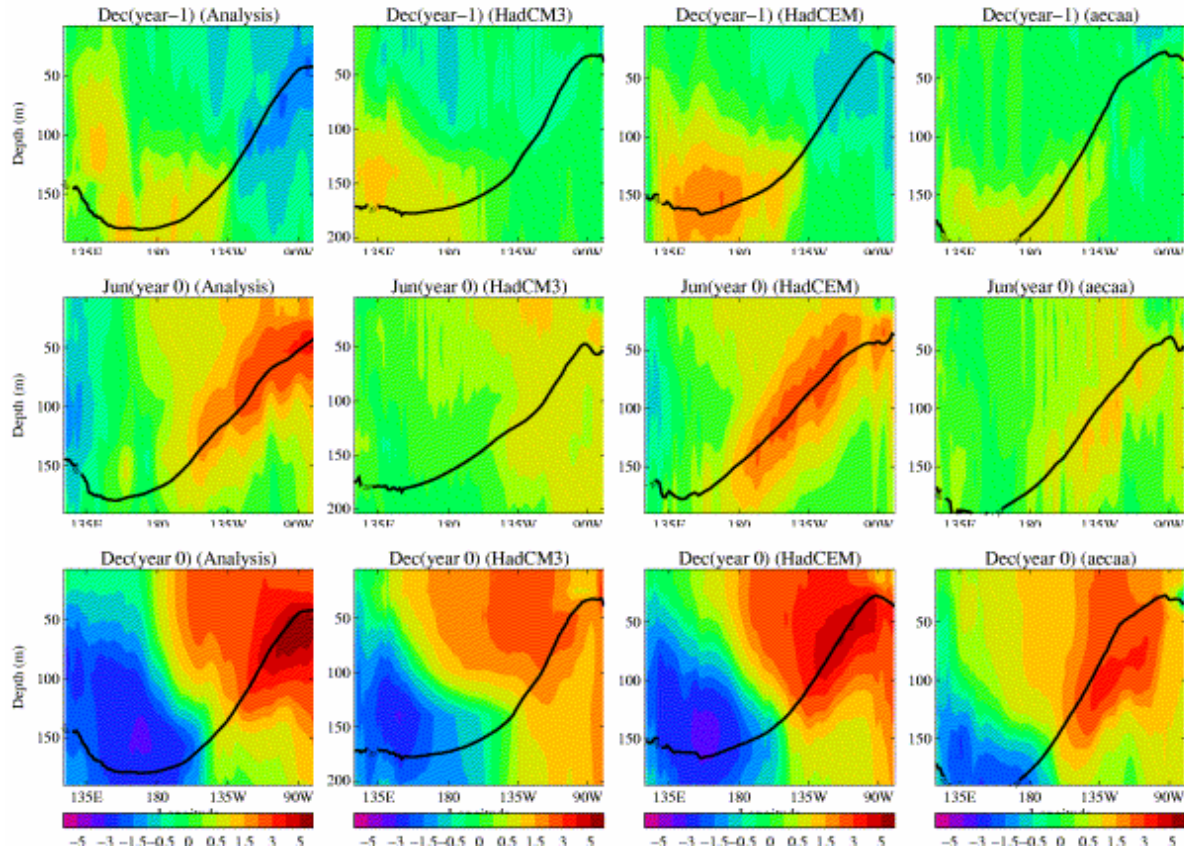 Dec(year−1) (Analysis) Dec(year−1) (HadCM3) Dec(year−1) (HadCEM) Dec(year−1) (aecaa)
50 50 50 50
100 100 100 100
150 150 150 150
200
Depth (m)
135E 180 135W 90W 135E 180 135W 90W 135E 180 135W 90W 135E 180 135W 90W
Jun(year 0) (Analysis) Jun(year 0) (HadCM3) Jun(year 0) (HadCEM) Jun(year 0) (aecaa)
50 50 50 50
100 100 100 100
150 150 150 150
200
Depth (m)
135E 180 135W 90W 135E 180 135W 90W 135E 180 135W 90W 135E 180 135W 90W
Dec(year 0) (Analysis) Dec(year 0) (HadCM3) Dec(year 0) (HadCEM) Dec(year 0) (aecaa)
50 50 50 50
100 100 100 100
150 150 150 150
200
Depth (m)
135E 180 135W 90W 135E 180 135W 90W 135E 180 135W 90W 135E 180 135W 90W
−5 −3 −1.5 −0.5 0 0.5 1.5 3 5 −5 −3 −1.5 −0.5 0 0.5 1.5 3 5 −5 −3 −1.5 −0.5 0 0.5 1.5 3 5 −5 −3 −1.5 −0.5 0 0.5 1.5 3 5